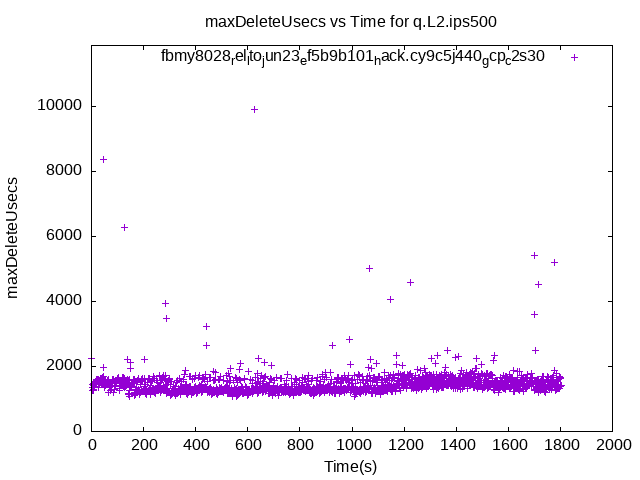 maxDeleteUsecs vs Time for q.L2.ips500
fbmy8028relltojun23ef5b9b101hack.cy9c5j440gcpc2s30
10000
8000
6000
4000
2000
0
maxDeleteUsecs
0 200 400 600 800 1000 1200 1400 1600 1800 2000
Time(s)